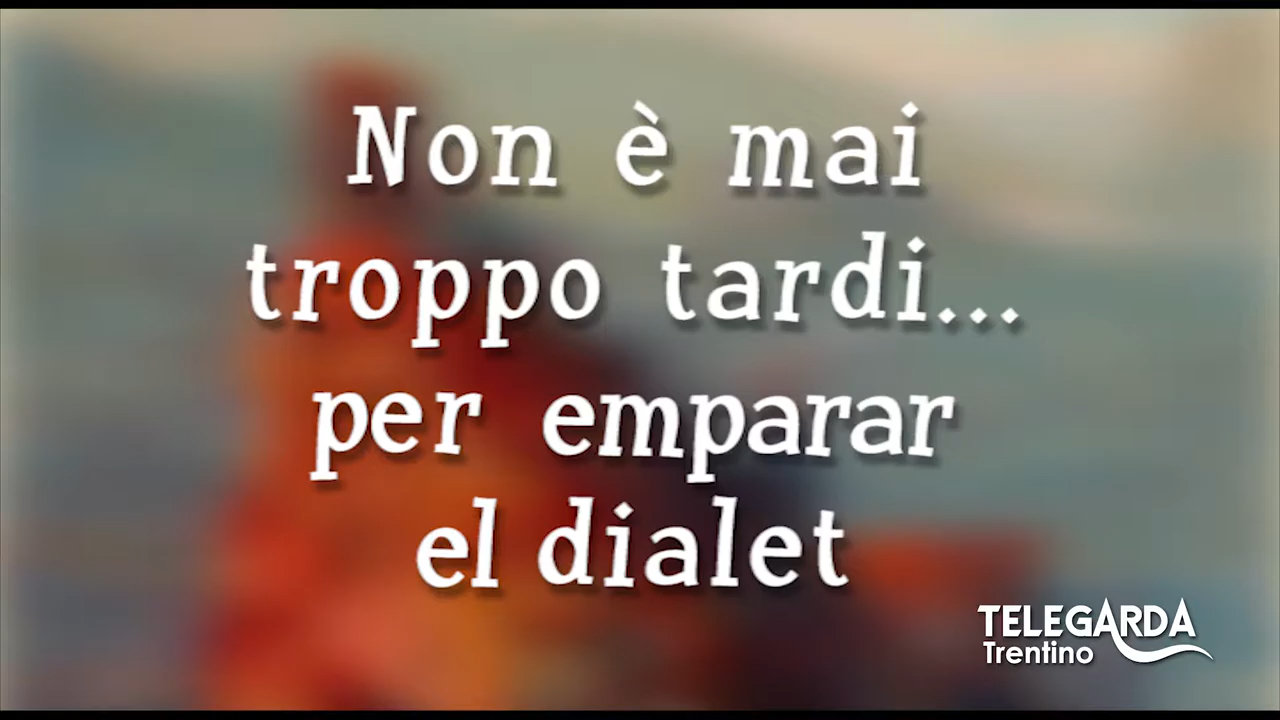 Non è mai
troppo tardi...
per emparar
el dialet
TELEGARDA
Trentino